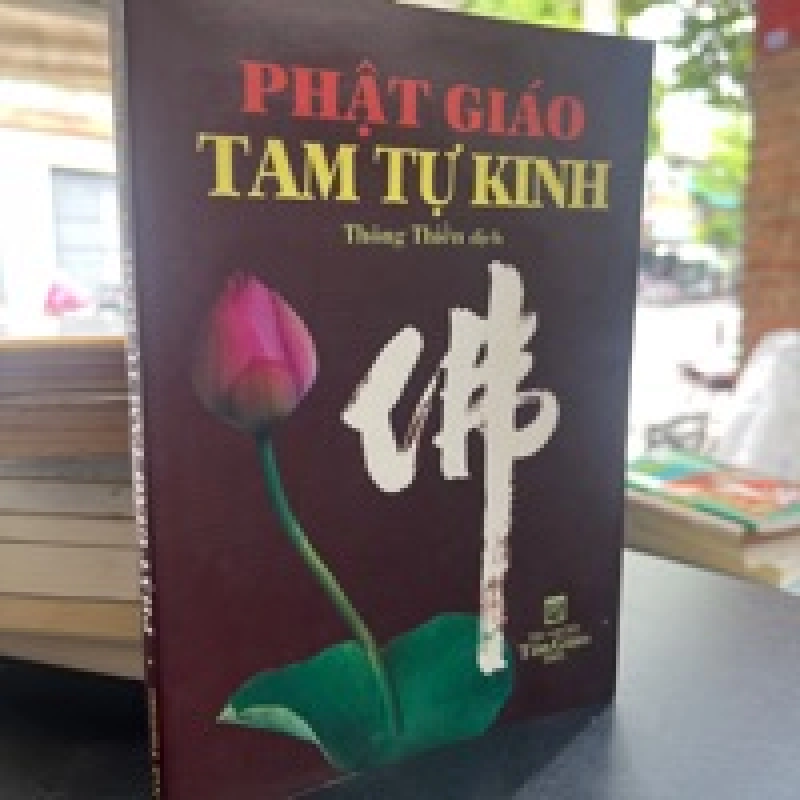 PHẬT GIÁO
TAM TỰ KINH
Thông Thiền dịch
佛